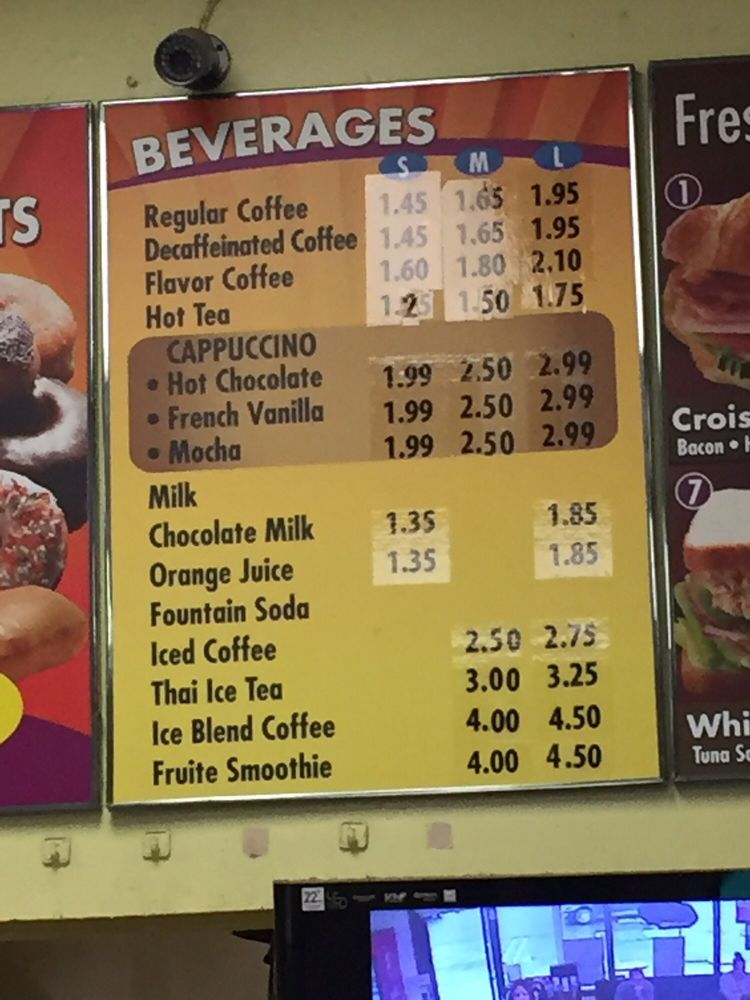 BEVERAGES
S M L
Regular Coffee 1.45 1.65 1.95
Decaffeinated Coffee 1.45 1.65 1.95
Flavor Coffee 1.60 1.80 2.10
Hot Tea 1.25 1.50 1.75
CAPPUCCINO
• Hot Chocolate 1.99 2.50 2.99
• French Vanilla 1.99 2.50 2.99
• Mocha 1.99 2.50 2.99
Milk
Chocolate Milk 1.35 1.85
Orange Juice 1.35 1.85
Fountain Soda
Iced Coffee 2.50 2.75
Thai Ice Tea 3.00 3.25
Ice Blend Coffee 4.00 4.50
Fruite Smoothie 4.00 4.50
TS
Fres
1
Crois
Bacon •
7
Whi
Tuna
22"